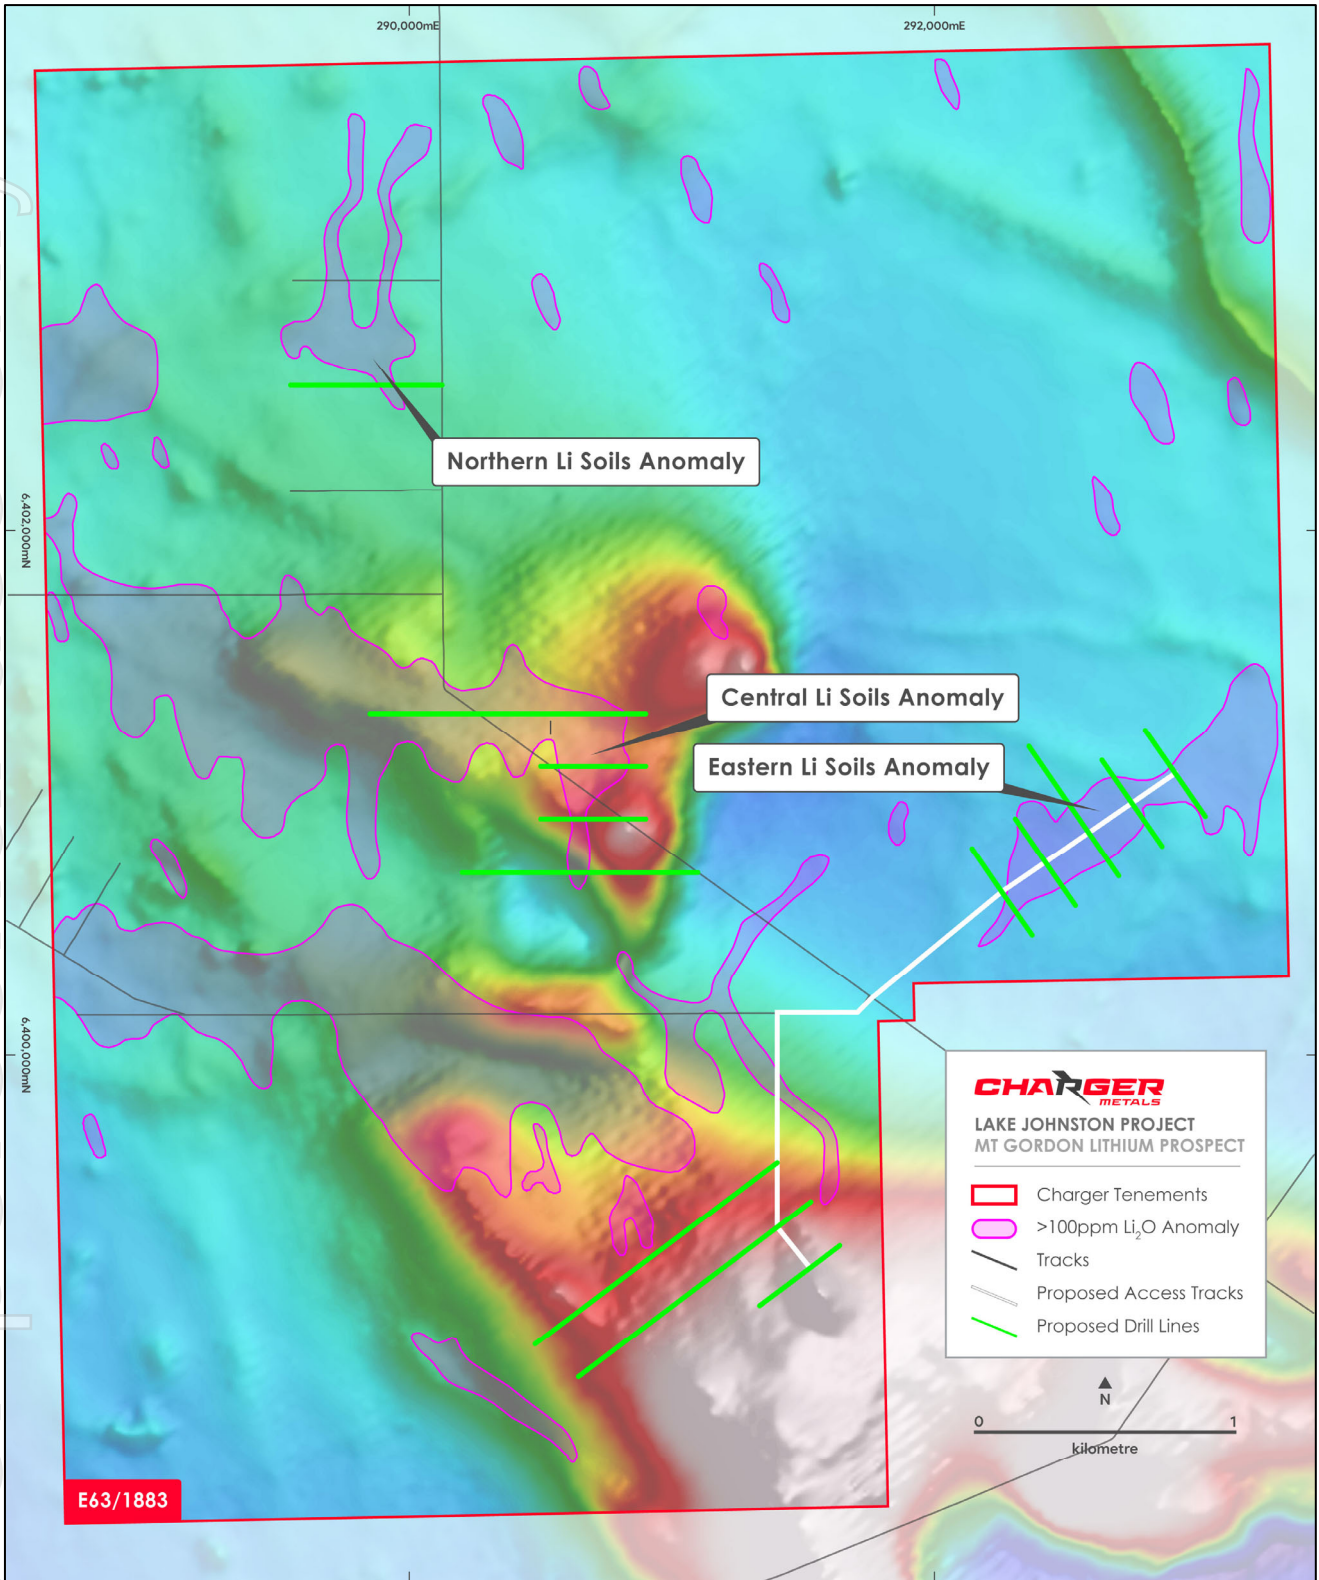 290,000mE
292,000mE
Northern Li Soils Anomaly
6,402,000mN
Central Li Soils Anomaly
Eastern Li Soils Anomaly
6,400,000mN
CHARGER
METALS
LAKE JOHNSTON PROJECT
MT GORDON LITHIUM PROSPECT
Charger Tenements
>100ppm Li₂O Anomaly
Tracks
Proposed Access Tracks
Proposed Drill Lines
N
0 1
kilometre
E63/1883